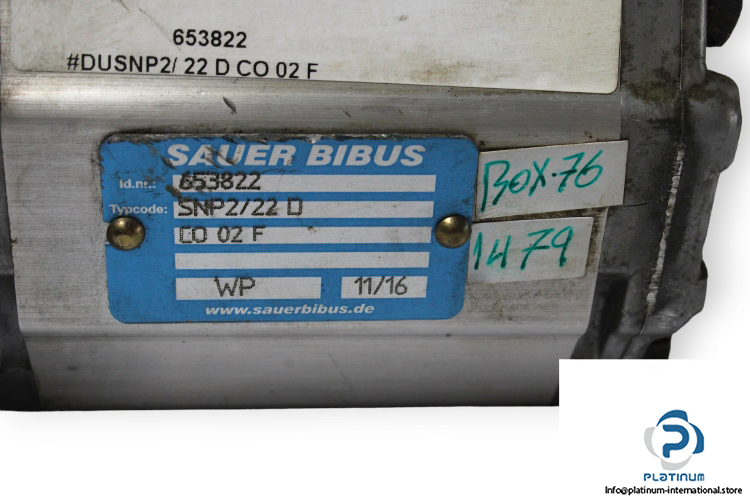 653822
#DUSNP2/ 22 D CO 02 F
SAUER BIBUS
Id.nr.: 653822
Typcode: SNP2/22 D
CO 02 F
WP 11/16
www.sauerbibus.de
BOX-76
1479
PLATINUM
Info@platinum-international.store